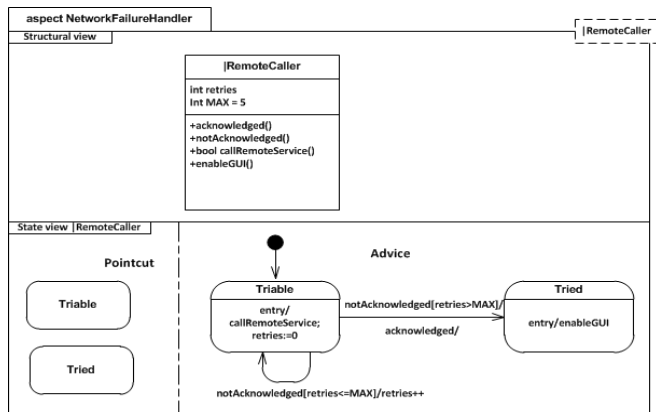 aspect NetworkFailureHandler
Structural view
|RemoteCaller
|RemoteCaller
int retries
Int MAX = 5
+acknowledged()
+notAcknowledged()
+bool callRemoteService()
+enableGUI()
State view |RemoteCaller
Pointcut
Triable
Tried
Advice
Triable
entry/
callRemoteService;
retries:=0
notAcknowledged[retries>MAX]/
acknowledged/
Tried
entry/enableGUI
notAcknowledged[retries<=MAX]/retries++